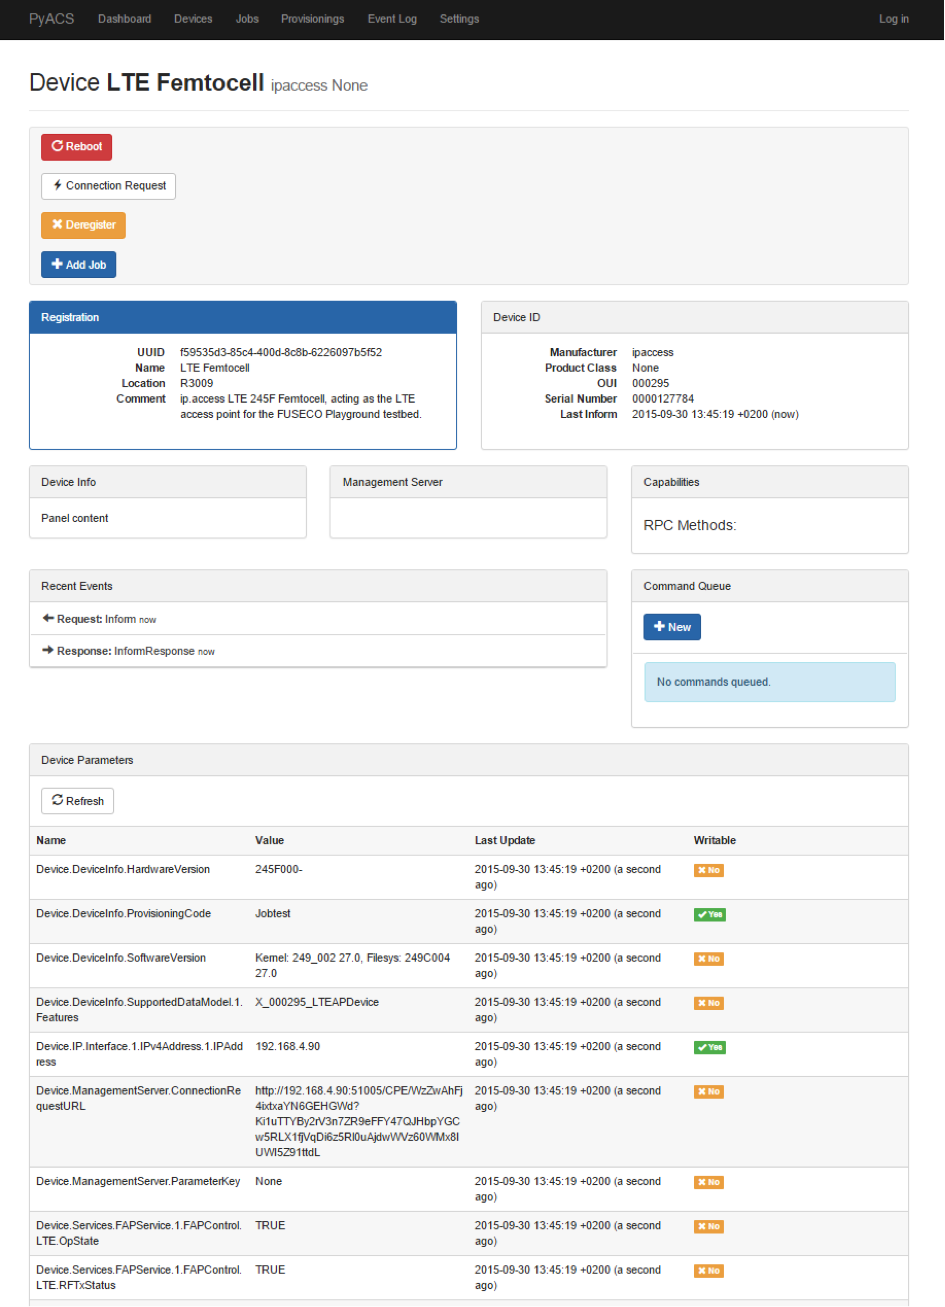 PyACS Dashboard Devices Jobs Provisionings Event Log Settings Log in
Device LTE Femtocell ipaccess None
Reboot
Connection Request
Deregister
Add Job
Registration
UUID f59535d3-85c4-400d-8c8b-6226097b5f52
Name LTE Femtocell
Location R3009
Comment ip.access LTE 245F Femtocell, acting as the LTE
access point for the FUSECO Playground testbed.
Device ID
Manufacturer ipaccess
Product Class None
OUI 000295
Serial Number 0000127784
Last Inform 2015-09-30 13:45:19 +0200 (now)
Device Info
Panel content
Management Server
Capabilities
RPC Methods:
Recent Events
Request: Inform now
Response: InformResponse now
Command Queue
New
No commands queued.
Device Parameters
Refresh
Name Value Last Update Writable
Device.DeviceInfo.HardwareVersion 245F000- 2015-09-30 13:45:19 +0200 (a second No
ago)
Device.DeviceInfo.ProvisioningCode Jobtest 2015-09-30 13:45:19 +0200 (a second Yes
ago)
Device.DeviceInfo.SoftwareVersion Kernel: 249_002 27.0, Filesys: 249C004 2015-09-30 13:45:19 +0200 (a second No
27.0 ago)
Device.DeviceInfo.SupportedDataModel.1. X_000295_LTEAPDevice 2015-09-30 13:45:19 +0200 (a second No
Features ago)
Device.IP.Interface.1.IPv4Address.1.IPAdd 192.168.4.90 2015-09-30 13:45:19 +0200 (a second Yes
ress ago)
Device.ManagementServer.ConnectionRe http://192.168.4.90:51005/CPE/WzZwAhFj 2015-09-30 13:45:19 +0200 (a second No
questURL 4ixtxaYN6GEHGWd? ago)
Ki1uTTYBy2rV3n7ZR9eFFY47QJHbpYGC
w5RLX1fjVqDi6z5Rl0uAjdwWVz60WMx8I
UWI5Z91ttdL
Device.ManagementServer.ParameterKey None 2015-09-30 13:45:19 +0200 (a second No
ago)
Device.Services.FAPService.1.FAPControl. TRUE 2015-09-30 13:45:19 +0200 (a second No
LTE.OpState ago)
Device.Services.FAPService.1.FAPControl. TRUE 2015-09-30 13:45:19 +0200 (a second No
LTE.RFTxStatus ago)